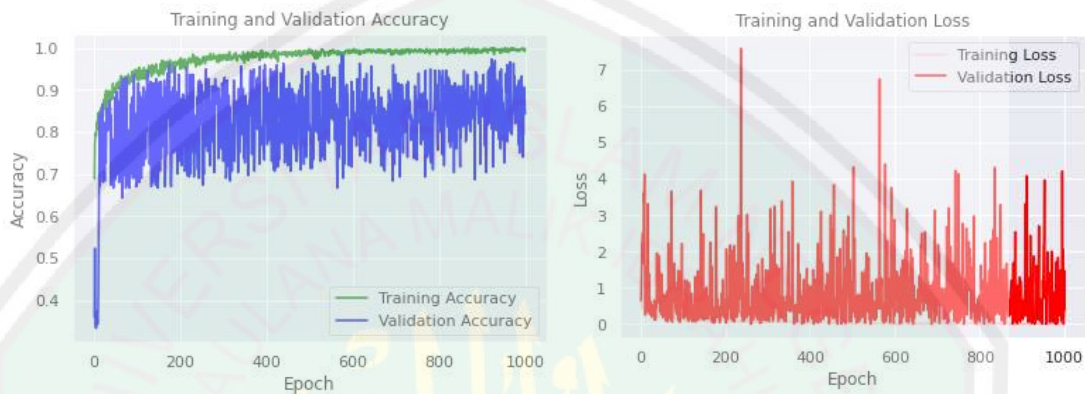 Training and Validation Accuracy
1.0
0.9
0.8
0.7
0.6
0.5
0.4
Accuracy
Training Accuracy
Validation Accuracy
0
200
400
600
800
1000
Epoch
Training and Validation Loss
Training Loss
Validation Loss
7
6
5
4
3
2
1
0
Loss
0
200
400
600
800
1000
Epoch
MAULANA MALIK